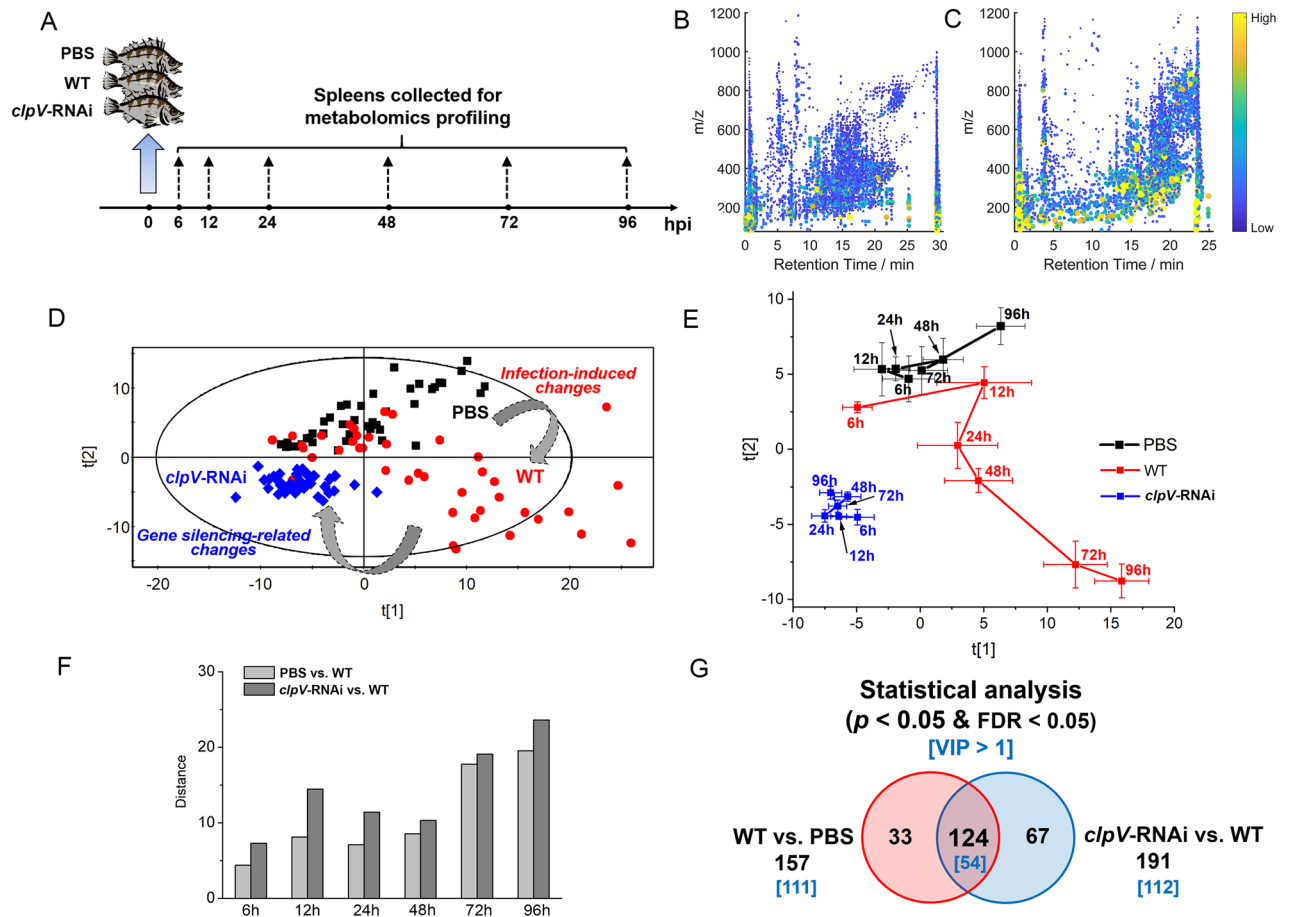 A
PBS
WT
clpV-RNAi
Spleens collected for
metabolomics profiling
0 6 12 24 48 72 96 hpi
B
1200
1000
800
600
400
200
m/z
0 5 10 15 20 25 30
Retention Time / min
C
1200
1000
800
600
400
200
m/z
0 5 10 15 20 25
Retention Time / min
High
Low
D
10
0
-10
t[2]
-20 -10 0 10 20
t[1]
Infection-induced
changes
PBS
WT
clpV-RNAi
Gene silencing-related
changes
E
10
5
0
-5
-10
t[2]
-10 -5 0 5 10 15 20
t[1]
96h
24h
48h
12h
6h
72h
12h
6h
24h
48h
72h
96h
96h
48h
72h
24h
6h
12h
PBS
WT
clpV-RNAi
F
30
20
10
0
Distance
PBS vs. WT
clpV-RNAi vs. WT
6h 12h 24h 48h 72h 96h
G
Statistical analysis
(p < 0.05 & FDR < 0.05)
[VIP > 1]
WT vs. PBS
157
[111]
33
124
[54]
67
clpV-RNAi vs. WT
191
[112]